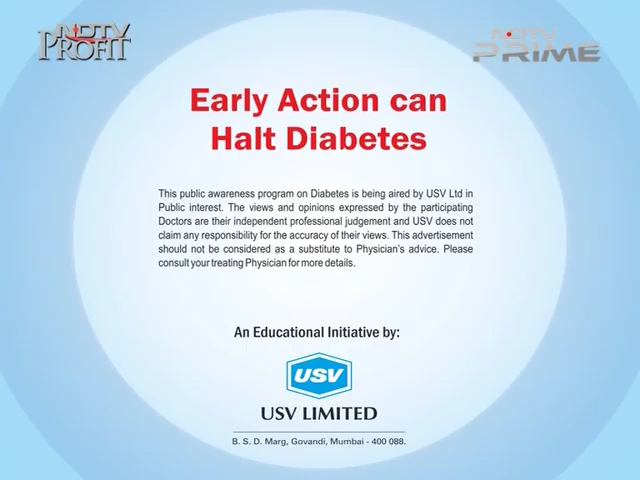 NDTV
PROFIT
NDTV
PRIME
Early Action can
Halt Diabetes
This public awareness program on Diabetes is being aired by USV Ltd in
Public interest. The views and opinions expressed by the participating
Doctors are their independent professional judgement and USV does not
claim any responsibility for the accuracy of their views. This advertisement
should not be considered as a substitute to Physician's advice. Please
consult your treating Physician for more details.
An Educational Initiative by:
USV
USV LIMITED
B. S. D. Marg, Govandi, Mumbai - 400 088.